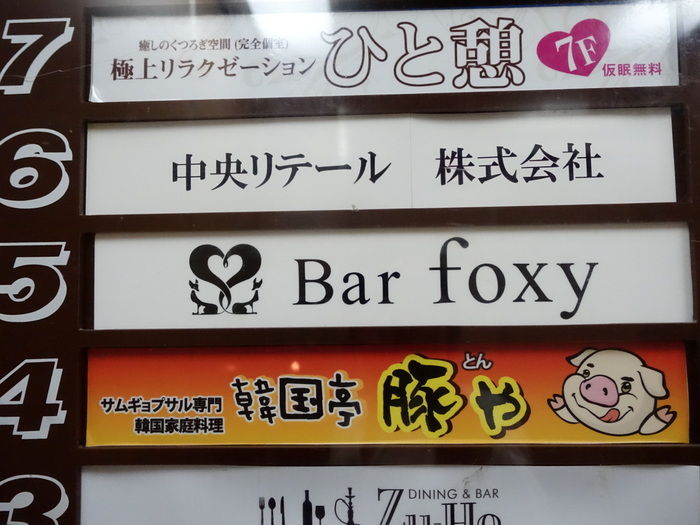 7
癒しのくつろぎ空間 (完全個室)
極上リラクゼーション ひと憩 7F 仮眠無料
6
中央リテール 株式会社
5
Bar foxy
4
サムギョプサル専門
韓国家庭料理
韓国亭 豚や
とん
3
DINING & BAR
Zu-Ho